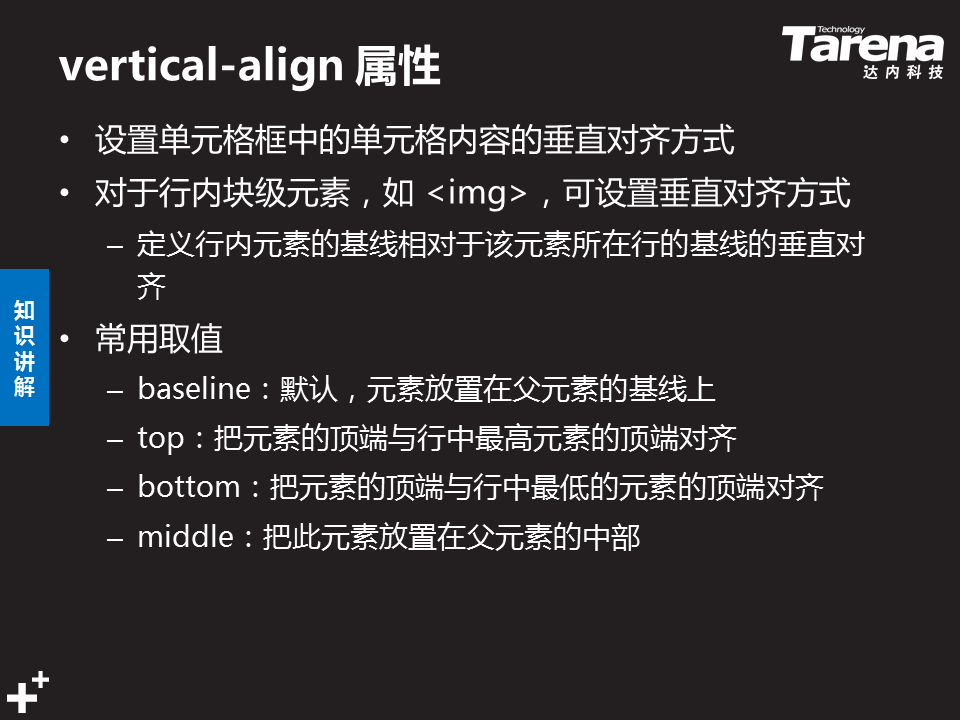 Technology
Tarena
达内科技
vertical-align 属性
• 设置单元格框中的单元格内容的垂直对齐方式
• 对于行内块级元素，如 <img>，可设置垂直对齐方式
– 定义行内元素的基线相对于该元素所在行的基线的垂直对
齐
知
识
讲
解
• 常用取值
– baseline：默认，元素放置在父元素的基线上
– top：把元素的顶端与行中最高元素的顶端对齐
– bottom：把元素的顶端与行中最低的元素的顶端对齐
– middle：把此元素放置在父元素的中部